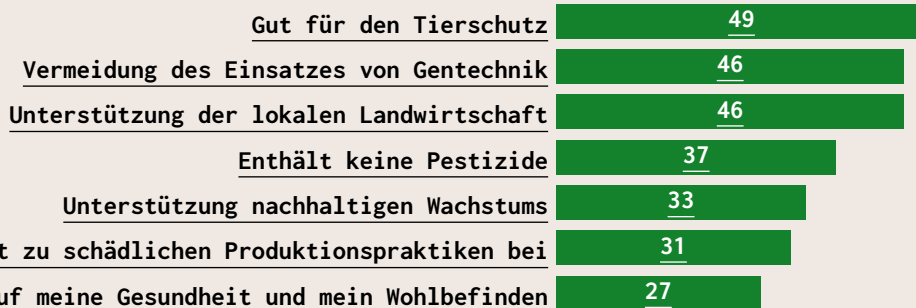 Gut für den Tierschutz 49
Vermeidung des Einsatzes von Gentechnik 46
Unterstützung der lokalen Landwirtschaft 46
Enthält keine Pestizide 37
Unterstützung nachhaltigen Wachstums 33
zu schädlichen Produktionspraktiken bei 31
meine Gesundheit und mein Wohlbefinden 27